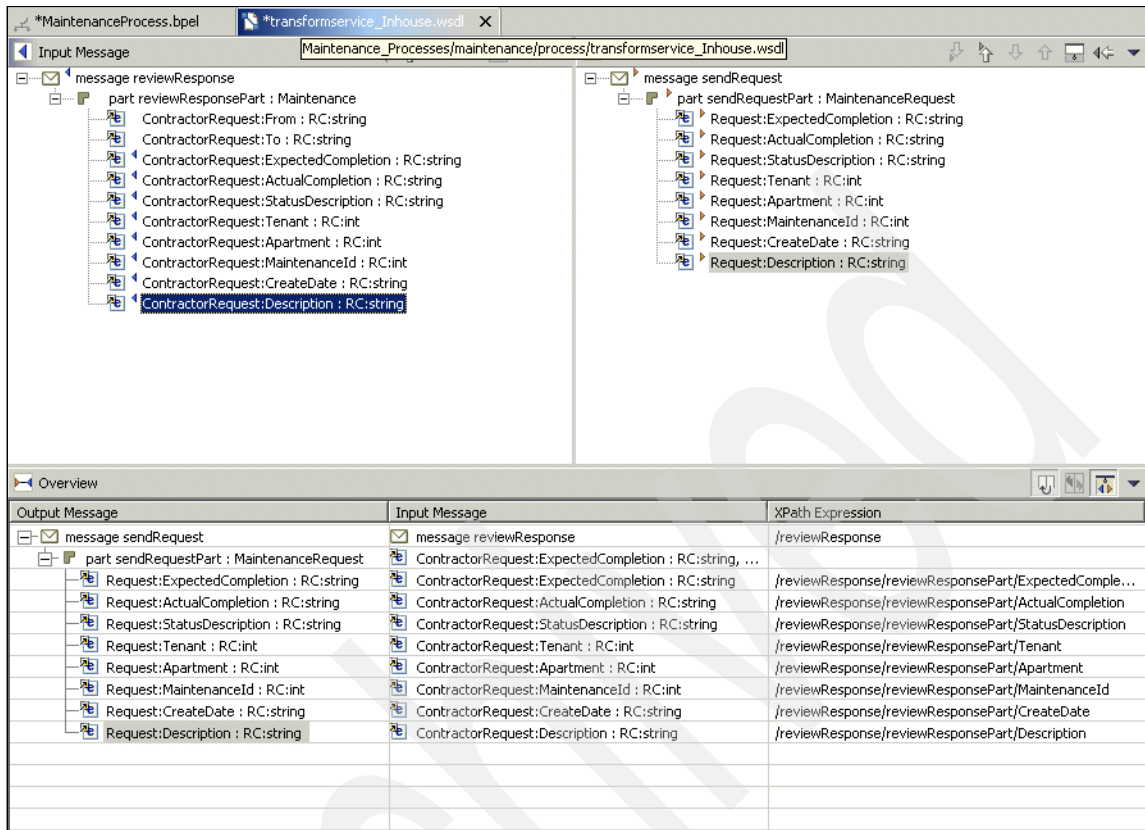 *MaintenanceProcess.bpel
*transformservice_Inhouse.wsdl
Input Message
Maintenance_Processes/maintenance/process/transformservice_Inhouse.wsdl
message reviewResponse
part reviewResponsePart : Maintenance
ContractorRequest:From : RC:string
ContractorRequest:To : RC:string
ContractorRequest:ExpectedCompletion : RC:string
ContractorRequest:ActualCompletion : RC:string
ContractorRequest:StatusDescription : RC:string
ContractorRequest:Tenant : RC:int
ContractorRequest:Apartment : RC:int
ContractorRequest:MaintenanceId : RC:int
ContractorRequest:CreateDate : RC:string
ContractorRequest:Description : RC:string
message sendRequest
part sendRequestPart : MaintenanceRequest
Request:ExpectedCompletion : RC:string
Request:ActualCompletion : RC:string
Request:StatusDescription : RC:string
Request:Tenant : RC:int
Request:Apartment : RC:int
Request:MaintenanceId : RC:int
Request:CreateDate : RC:string
Request:Description : RC:string
Overview
Output Message Input Message XPath Expression
message sendRequest message reviewResponse /reviewResponse
part sendRequestPart : MaintenanceRequest ContractorRequest:ExpectedCompletion : RC:string, ...
Request:ExpectedCompletion : RC:string ContractorRequest:ExpectedCompletion : RC:string /reviewResponse/reviewResponsePart/ExpectedComple...
Request:ActualCompletion : RC:string ContractorRequest:ActualCompletion : RC:string /reviewResponse/reviewResponsePart/ActualCompletion
Request:StatusDescription : RC:string ContractorRequest:StatusDescription : RC:string /reviewResponse/reviewResponsePart/StatusDescription
Request:Tenant : RC:int ContractorRequest:Tenant : RC:int /reviewResponse/reviewResponsePart/Tenant
Request:Apartment : RC:int ContractorRequest:Apartment : RC:int /reviewResponse/reviewResponsePart/Apartment
Request:MaintenanceId : RC:int ContractorRequest:MaintenanceId : RC:int /reviewResponse/reviewResponsePart/MaintenanceId
Request:CreateDate : RC:string ContractorRequest:CreateDate : RC:string /reviewResponse/reviewResponsePart/CreateDate
Request:Description : RC:string ContractorRequest:Description : RC:string /reviewResponse/reviewResponsePart/Description